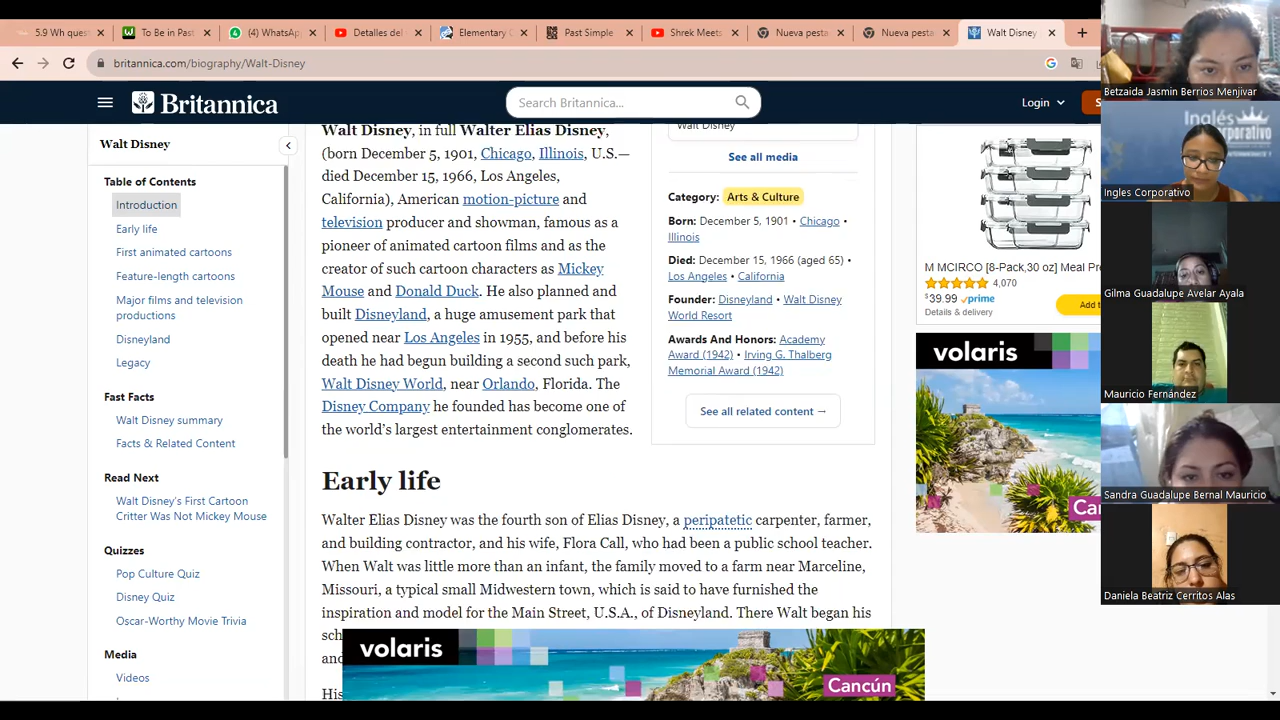 5.9 Wh quest
To Be in Past
(4) WhatsApp
Detalles del
Elementary C
Past Simple
Shrek Meets
Nueva pesta
Nueva pesta
Walt Disney
britannica.com/biography/Walt-Disney
Britannica
Search Britannica...
Login
Walt Disney
Table of Contents
Introduction
Early life
First animated cartoons
Feature-length cartoons
Major films and television
productions
Disneyland
Legacy
Fast Facts
Walt Disney summary
Facts & Related Content
Read Next
Walt Disney's First Cartoon
Critter Was Not Mickey Mouse
Quizzes
Pop Culture Quiz
Disney Quiz
Oscar-Worthy Movie Trivia
Media
Videos
Walt Disney, in full Walter Elias Disney,
(born December 5, 1901, Chicago, Illinois, U.S.—
died December 15, 1966, Los Angeles,
California), American motion-picture and
television producer and showman, famous as a
pioneer of animated cartoon films and as the
creator of such cartoon characters as Mickey
Mouse and Donald Duck. He also planned and
built Disneyland, a huge amusement park that
opened near Los Angeles in 1955, and before his
death he had begun building a second such park,
Walt Disney World, near Orlando, Florida. The
Disney Company he founded has become one of
the world's largest entertainment conglomerates.
Early life
Walter Elias Disney was the fourth son of Elias Disney, a peripatetic carpenter, farmer,
and building contractor, and his wife, Flora Call, who had been a public school teacher.
When Walt was little more than an infant, the family moved to a farm near Marceline,
Missouri, a typical small Midwestern town, which is said to have furnished the
inspiration and model for the Main Street, U.S.A., of Disneyland. There Walt began his
sch
and
His
Walt Disney
See all media
Category: Arts & Culture
Born: December 5, 1901 • Chicago •
Illinois
Died: December 15, 1966 (aged 65) •
Los Angeles • California
Founder: Disneyland • Walt Disney
World Resort
Awards And Honors: Academy
Award (1942) • Irving G. Thalberg
Memorial Award (1942)
See all related content →
M MCIRCO [8-Pack,30 oz] Meal Pre
4,070
$39.99 prime
Add t
Details & delivery
volaris
Ca
volaris
Cancún
Betzaida Jasmin Berrios Menjivar
Inglés
Ingles Corporativo
Gilma Guadalupe Avelar Ayala
Mauricio Fernández
Sandra Guadalupe Bernal Mauricio
Daniela Beatriz Cerritos Alas